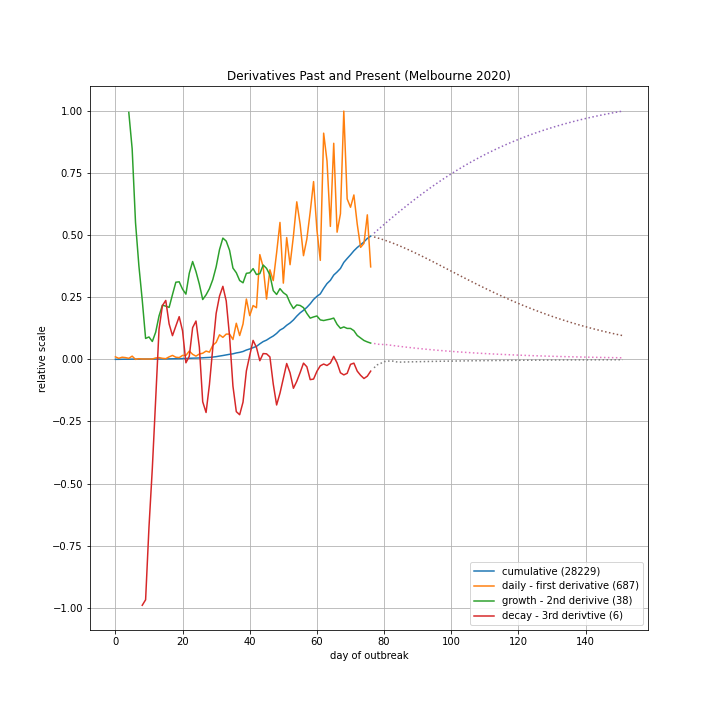 Derivatives Past and Present (Melbourne 2020)
1.00
0.75
0.50
0.25
0.00
−0.25
−0.50
−0.75
−1.00
relative scale
0 20 40 60 80 100 120 140
day of outbreak
cumulative (28229)
daily - first derivative (687)
growth - 2nd derivive (38)
decay - 3rd derivtive (6)